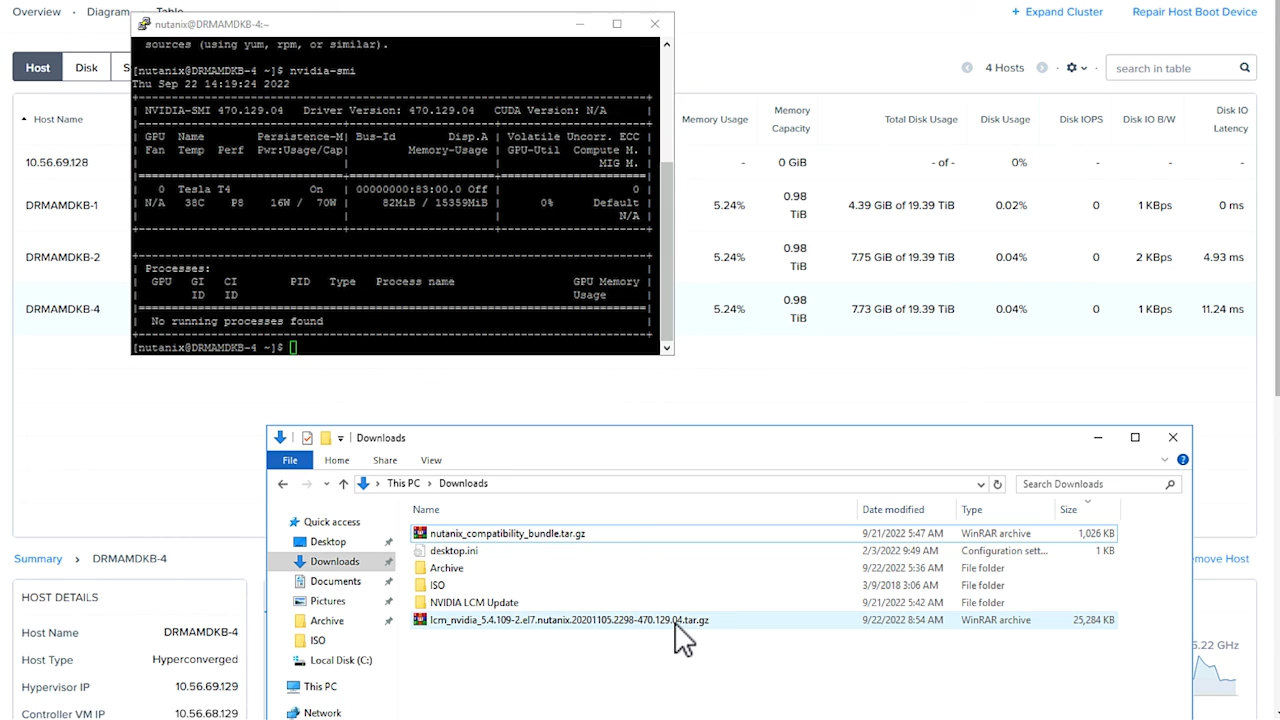 Overview Diagram Table
+ Expand Cluster Repair Host Boot Device
Host Disk S
4 Hosts search in table
Host Name
Memory Usage Memory Capacity Total Disk Usage Disk Usage Disk IOPS Disk IO B/W Disk IO Latency
10.56.69.128 - 0 GiB - of - 0% - - -
DRMAMDKB-1 5.24% 0.98 TiB 4.39 GiB of 19.39 TiB 0.02% 0 1 KBps 0 ms
DRMAMDKB-2 5.24% 0.98 TiB 7.75 GiB of 19.39 TiB 0.04% 0 2 KBps 4.93 ms
DRMAMDKB-4 5.24% 0.98 TiB 7.73 GiB of 19.39 TiB 0.04% 0 1 KBps 11.24 ms
nutanix@DRMAMDKB-4:~
sources (using yum, rpm, or similar).
[nutanix@DRMAMDKB-4 ~]$ nvidia-smi
Thu Sep 22 14:19:24 2022
NVIDIA-SMI 470.129.04 Driver Version: 470.129.04 CUDA Version: N/A
GPU Name Persistence-M| Bus-Id Disp.A | Volatile Uncorr. ECC
Fan Temp Perf Pwr:Usage/Cap| Memory-Usage | GPU-Util Compute M.
MIG M.
0 Tesla T4 On | 00000000:83:00.0 Off | 0
N/A 38C P8 16W / 70W | 82MiB / 15359MiB | 0% Default
N/A
Processes:
GPU GI CI PID Type Process name GPU Memory
ID ID Usage
No running processes found
[nutanix@DRMAMDKB-4 ~]$
Downloads
File Home Share View
This PC > Downloads Search Downloads
Name Date modified Type Size
nutanix_compatibility_bundle.tar.gz 9/21/2022 5:47 AM WinRAR archive 1,026 KB
desktop.ini 2/3/2022 9:49 AM Configuration sett... 1 KB
Archive 9/22/2022 5:36 AM File folder
ISO 3/9/2018 3:06 AM File folder
NVIDIA LCM Update 9/21/2022 5:42 AM File folder
lcm_nvidia_5.4.109-2.el7.nutanix.20201105.2298-470.129.04.tar.gz 9/22/2022 8:54 AM WinRAR archive 25,284 KB
Quick access
Desktop
Downloads
Documents
Pictures
Archive
ISO
Local Disk (C:)
This PC
Network
Summary > DRMAMDKB-4
move Host
HOST DETAILS
Host Name DRMAMDKB-4
Host Type Hyperconverged
Hypervisor IP 10.56.69.129
Controller VM IP 10.56.68.129
5.22 GHz